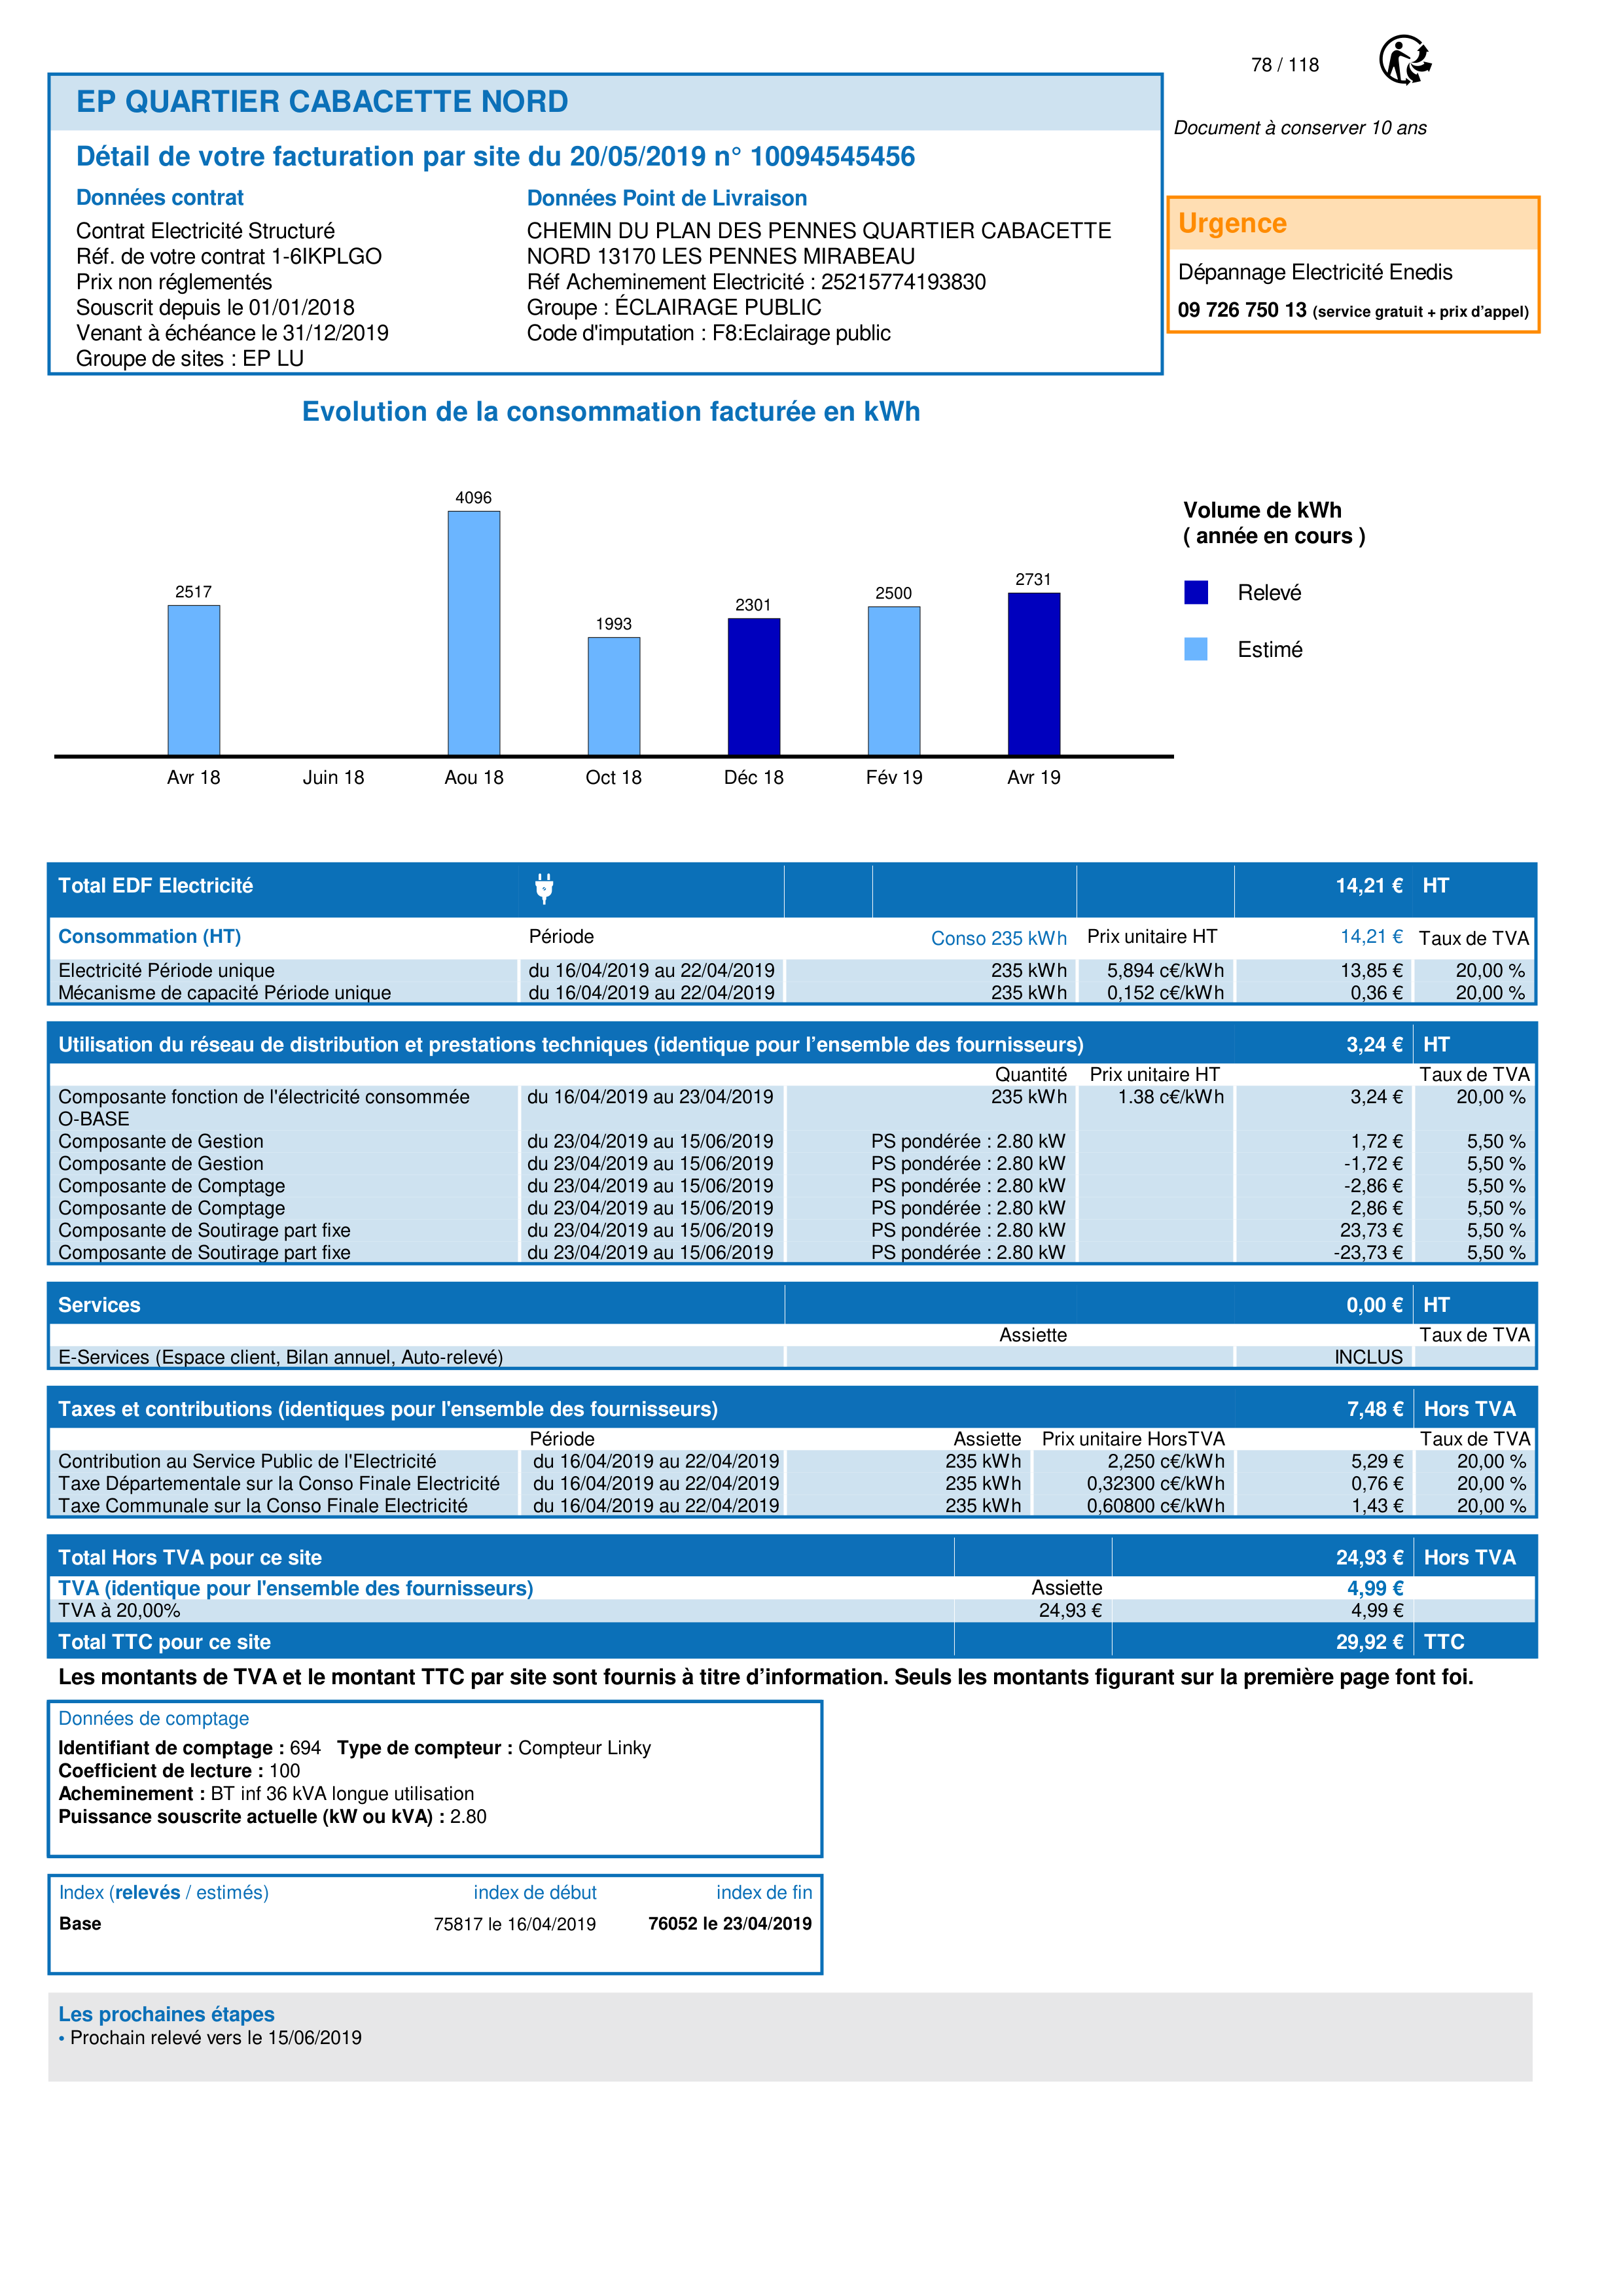 78 / 118
EP QUARTIER CABACETTE NORD
Document à conserver 10 ans
Détail de votre facturation par site du 20/05/2019 n° 10094545456
Données contrat
Contrat Electricité Structuré
Réf. de votre contrat 1-6IKPLGO
Prix non réglementés
Souscrit depuis le 01/01/2018
Venant à échéance le 31/12/2019
Groupe de sites : EP LU
Données Point de Livraison
CHEMIN DU PLAN DES PENNES QUARTIER CABACETTE
NORD 13170 LES PENNES MIRABEAU
Réf Acheminement Electricité : 25215774193830
Groupe : ÉCLAIRAGE PUBLIC
Code d'imputation : F8:Eclairage public
Urgence
Dépannage Electricité Enedis
09 726 750 13 (service gratuit + prix d’appel)
Evolution de la consommation facturée en kWh
2517
4096
1993
2301
2500
2731
Avr 18 Juin 18 Aou 18 Oct 18 Déc 18 Fév 19 Avr 19
Volume de kWh
( année en cours )
Relevé
Estimé
Total EDF Electricité 14,21 € HT
Consommation (HT) Période Conso 235 kWh Prix unitaire HT 14,21 € Taux de TVA
Electricité Période unique du 16/04/2019 au 22/04/2019 235 kWh 5,894 c€/kWh 13,85 € 20,00 %
Mécanisme de capacité Période unique du 16/04/2019 au 22/04/2019 235 kWh 0,152 c€/kWh 0,36 € 20,00 %
Utilisation du réseau de distribution et prestations techniques (identique pour l’ensemble des fournisseurs) 3,24 € HT
Quantité Prix unitaire HT Taux de TVA
Composante fonction de l'électricité consommée du 16/04/2019 au 23/04/2019 235 kWh 1.38 c€/kWh 3,24 € 20,00 %
O-BASE
Composante de Gestion du 23/04/2019 au 15/06/2019 PS pondérée : 2.80 kW 1,72 € 5,50 %
Composante de Gestion du 23/04/2019 au 15/06/2019 PS pondérée : 2.80 kW -1,72 € 5,50 %
Composante de Comptage du 23/04/2019 au 15/06/2019 PS pondérée : 2.80 kW -2,86 € 5,50 %
Composante de Comptage du 23/04/2019 au 15/06/2019 PS pondérée : 2.80 kW 2,86 € 5,50 %
Composante de Soutirage part fixe du 23/04/2019 au 15/06/2019 PS pondérée : 2.80 kW 23,73 € 5,50 %
Composante de Soutirage part fixe du 23/04/2019 au 15/06/2019 PS pondérée : 2.80 kW -23,73 € 5,50 %
Services 0,00 € HT
Assiette Taux de TVA
E-Services (Espace client, Bilan annuel, Auto-relevé) INCLUS
Taxes et contributions (identiques pour l'ensemble des fournisseurs) 7,48 € Hors TVA
Période Assiette Prix unitaire HorsTVA Taux de TVA
Contribution au Service Public de l'Electricité du 16/04/2019 au 22/04/2019 235 kWh 2,250 c€/kWh 5,29 € 20,00 %
Taxe Départementale sur la Conso Finale Electricité du 16/04/2019 au 22/04/2019 235 kWh 0,32300 c€/kWh 0,76 € 20,00 %
Taxe Communale sur la Conso Finale Electricité du 16/04/2019 au 22/04/2019 235 kWh 0,60800 c€/kWh 1,43 € 20,00 %
Total Hors TVA pour ce site 24,93 € Hors TVA
TVA (identique pour l'ensemble des fournisseurs) Assiette 4,99 €
TVA à 20,00% 24,93 € 4,99 €
Total TTC pour ce site 29,92 € TTC
Les montants de TVA et le montant TTC par site sont fournis à titre d’information. Seuls les montants figurant sur la première page font foi.
Données de comptage
Identifiant de comptage : 694 Type de compteur : Compteur Linky
Coefficient de lecture : 100
Acheminement : BT inf 36 kVA longue utilisation
Puissance souscrite actuelle (kW ou kVA) : 2.80
Index (relevés / estimés) index de début index de fin
Base 75817 le 16/04/2019 76052 le 23/04/2019
Les prochaines étapes
• Prochain relevé vers le 15/06/2019